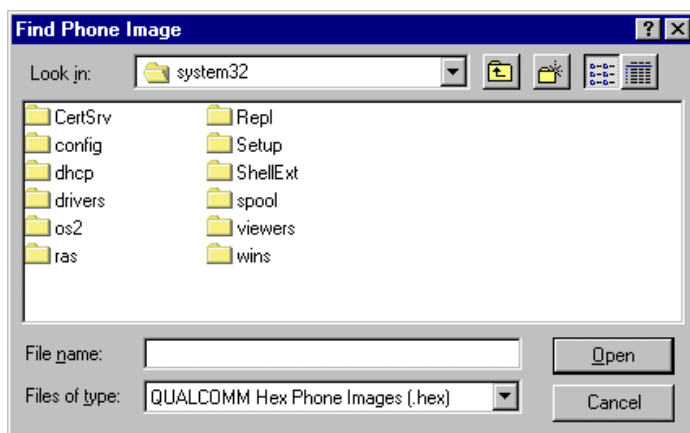 Find Phone Image
Look in: system32
CertSrv Repl
config Setup
dhcp ShellExt
drivers spool
os2 viewers
ras wins
File name: Open
Files of type: QUALCOMM Hex Phone Images (.hex) Cancel